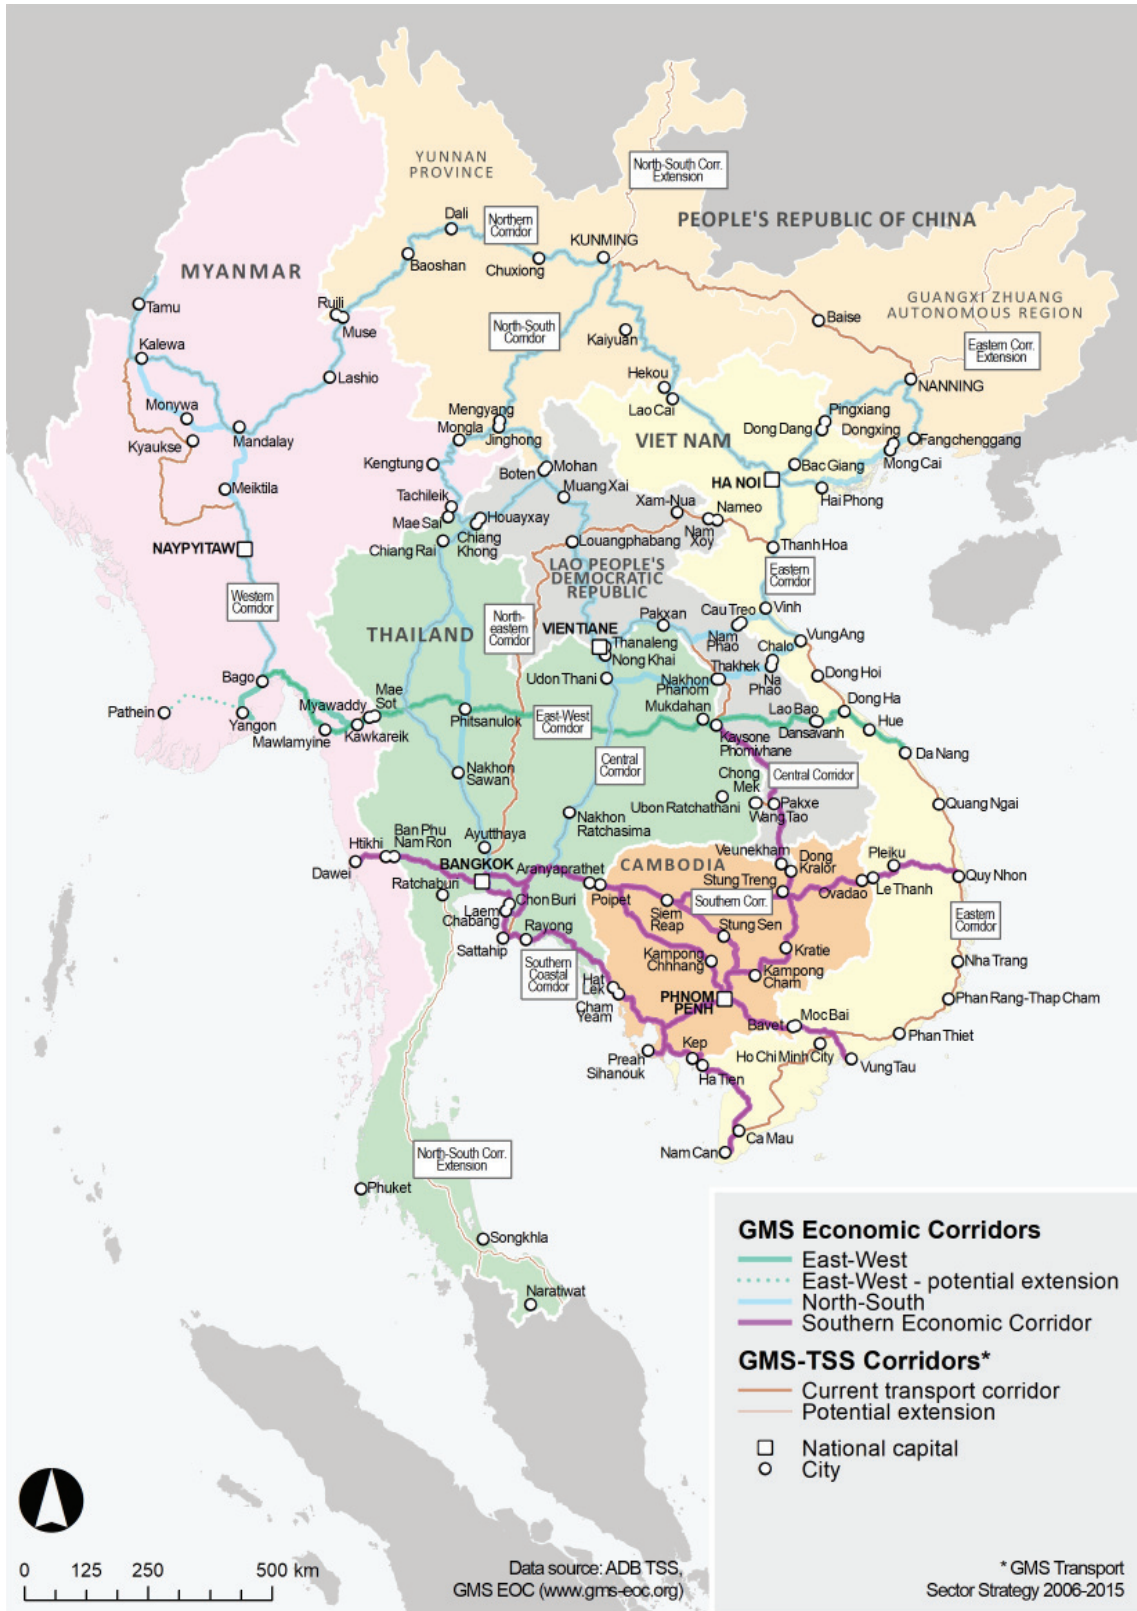 YUNNAN
PROVINCE
North-South Corr.
Extension
Dali
Northern
Corridor
PEOPLE'S REPUBLIC OF CHINA
KUNMING
Baoshan
Chuxiong
MYANMAR
GUANGXI ZHUANG
AUTONOMOUS REGION
Tamu
Ruili
Muse
North-South
Corridor
Kaiyuan
Baise
Eastern Corr.
Extension
Kalewa
Lashio
Hekou
NANNING
Lao Cai
Monywa
Mengyang
Pingxiang
Mongla
Jinghong
VIET NAM
Dong Dang
Dongxing
Fangchenggang
Kyaukse
Mandalay
Kengtung
Mohan
Boten
Bac Giang
Mong Cai
HA NOI
Hai Phong
Meiktila
Muang Xai
Tachileik
Xam-Nua
Nameo
Mae Sai
Houayxay
Nam
Xoy
Chiang
Khong
Chiang Rai
Louangphabang
Thanh Hoa
NAYPYITAW
LAO PEOPLE'S
DEMOCRATIC
REPUBLIC
Eastern
Corridor
Western
Corridor
North-
eastern
Corridor
THAILAND
Pakxan
Cau Treo
Vinh
VIENTIANE
Nam
Phao
Thanaleng
Nong Khai
Chalo
VungAng
Thakhek
Na
Phao
Dong Hoi
Udon Thani
Nakhon
Phanom
Bago
Mae
Sot
Myawaddy
Mukdahan
Lao Bao
Dong Ha
Pathein
Yangon
Phitsanulok
East-West
Corridor
Dansavanh
Hue
Mawlamyine
Kawkareik
Kaysone
Phomivhane
Da Nang
Central
Corridor
Chong
Mek
Central Corridor
Nakhon
Sawan
Ubon Ratchathani
Pakxe
Wang Tao
Quang Ngai
Nakhon
Ratchasima
Htikhi
Ban Phu
Nam Ron
Ayutthaya
Veunekham
Dong
Kralor
Pleiku
Dawei
BANGKOK
Aranyaprathet
CAMBODIA
Ratchaburi
Stung Treng
Ovadao
Le Thanh
Quy Nhon
Chon Buri
Poipet
Laem
Chabang
Siem
Reap
Southern Corr.
Stung Sen
Eastern
Corridor
Rayong
Sattahip
Kratie
Southern
Coastal
Corridor
Kampong
Chhnang
Nha Trang
Hat
Lek
Kampong
Cham
Cham
Yeam
PHNOM
PENH
Phan Rang-Thap Cham
Bavet
Moc Bai
Phan Thiet
Kep
Ho Chi Minh City
Preah
Sihanouk
Vung Tau
Ha Tien
Ca Mau
Nam Can
North-South Corr.
Extension
Phuket
Songkhla
Naratiwat
GMS Economic Corridors
East-West
East-West - potential extension
North-South
Southern Economic Corridor
GMS-TSS Corridors*
Current transport corridor
Potential extension
National capital
City
0 125 250 500 km
Data source: ADB TSS,
GMS EOC (www.gms-eoc.org)
* GMS Transport
Sector Strategy 2006-2015